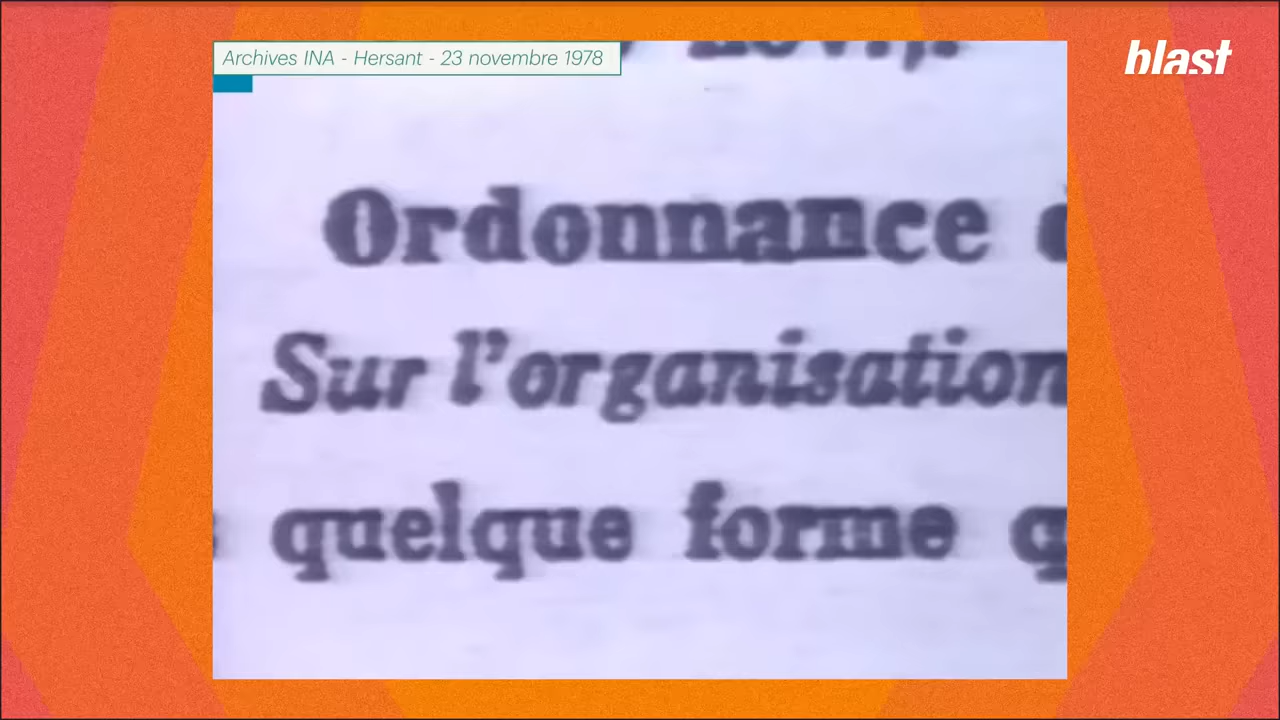 Archives INA - Hersant - 23 novembre 1978
blast
Ordonnance
Sur l'organisation
quelque forme